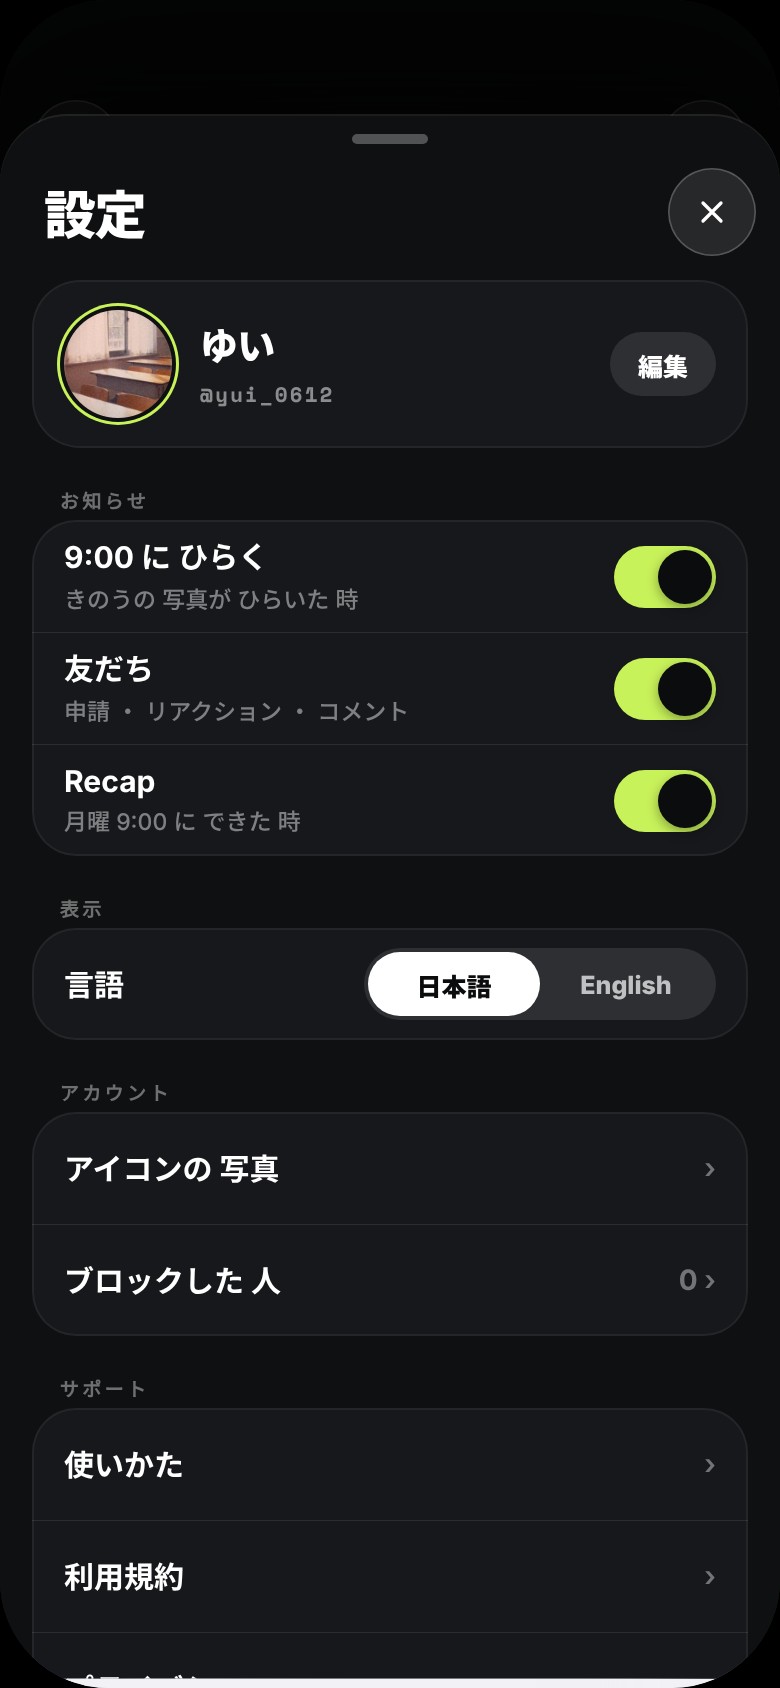 設定
ゆい
@yui_0612
編集
お知らせ
9:00 に ひらく
きのうの 写真が ひらいた 時
友だち
申請 ・ リアクション ・ コメント
Recap
月曜 9:00 に できた 時
表示
言語
日本語
English
アカウント
アイコンの 写真
ブロックした 人
0
サポート
使いかた
利用規約